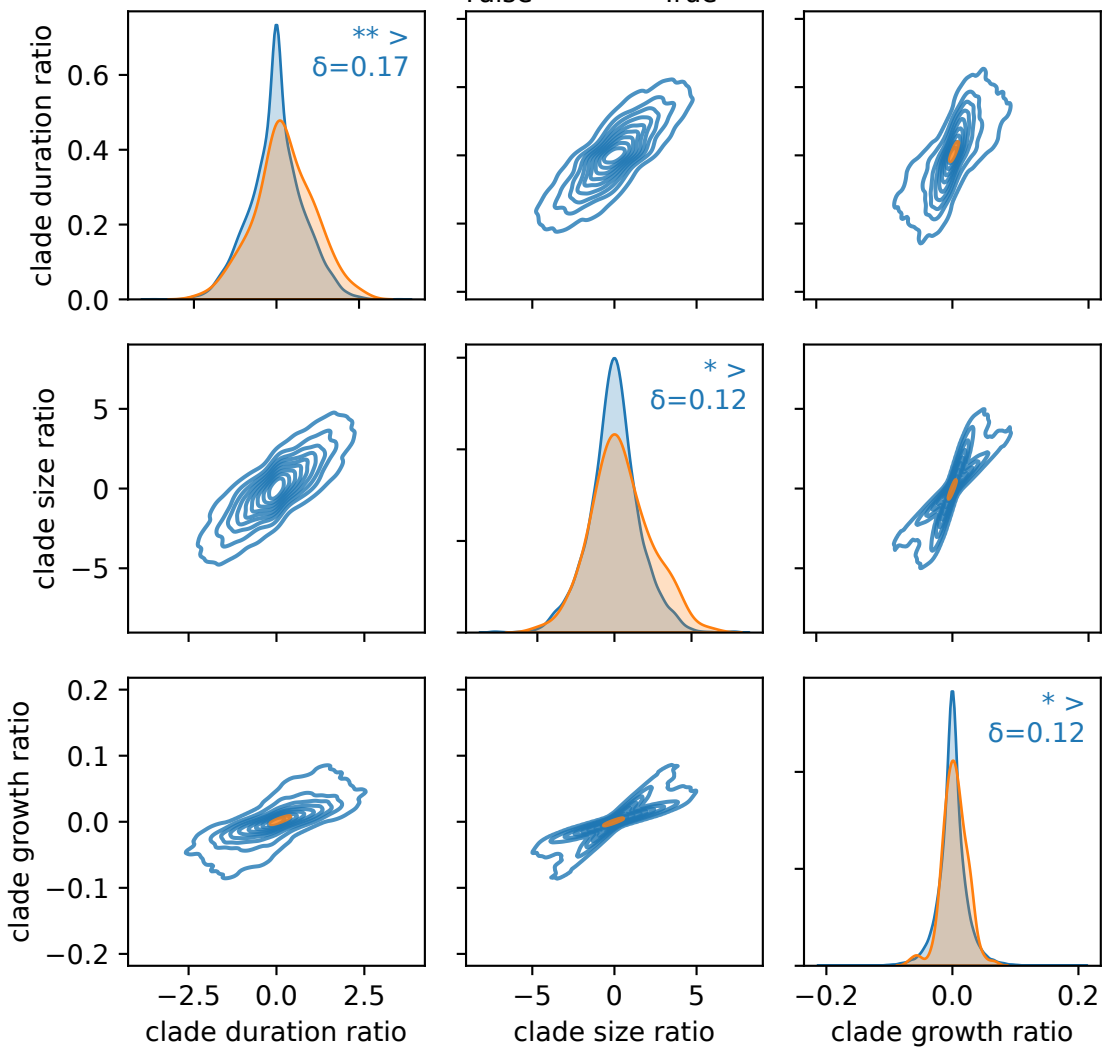 clade duration ratio
0.6
0.4
0.2
0.0
** >
δ=0.17
clade size ratio
5
0
−5
* >
δ=0.12
clade growth ratio
0.2
0.1
0.0
−0.1
−0.2
* >
δ=0.12
−2.5 0.0 2.5
−5 0 5
−0.2 0.0 0.2
clade duration ratio
clade size ratio
clade growth ratio